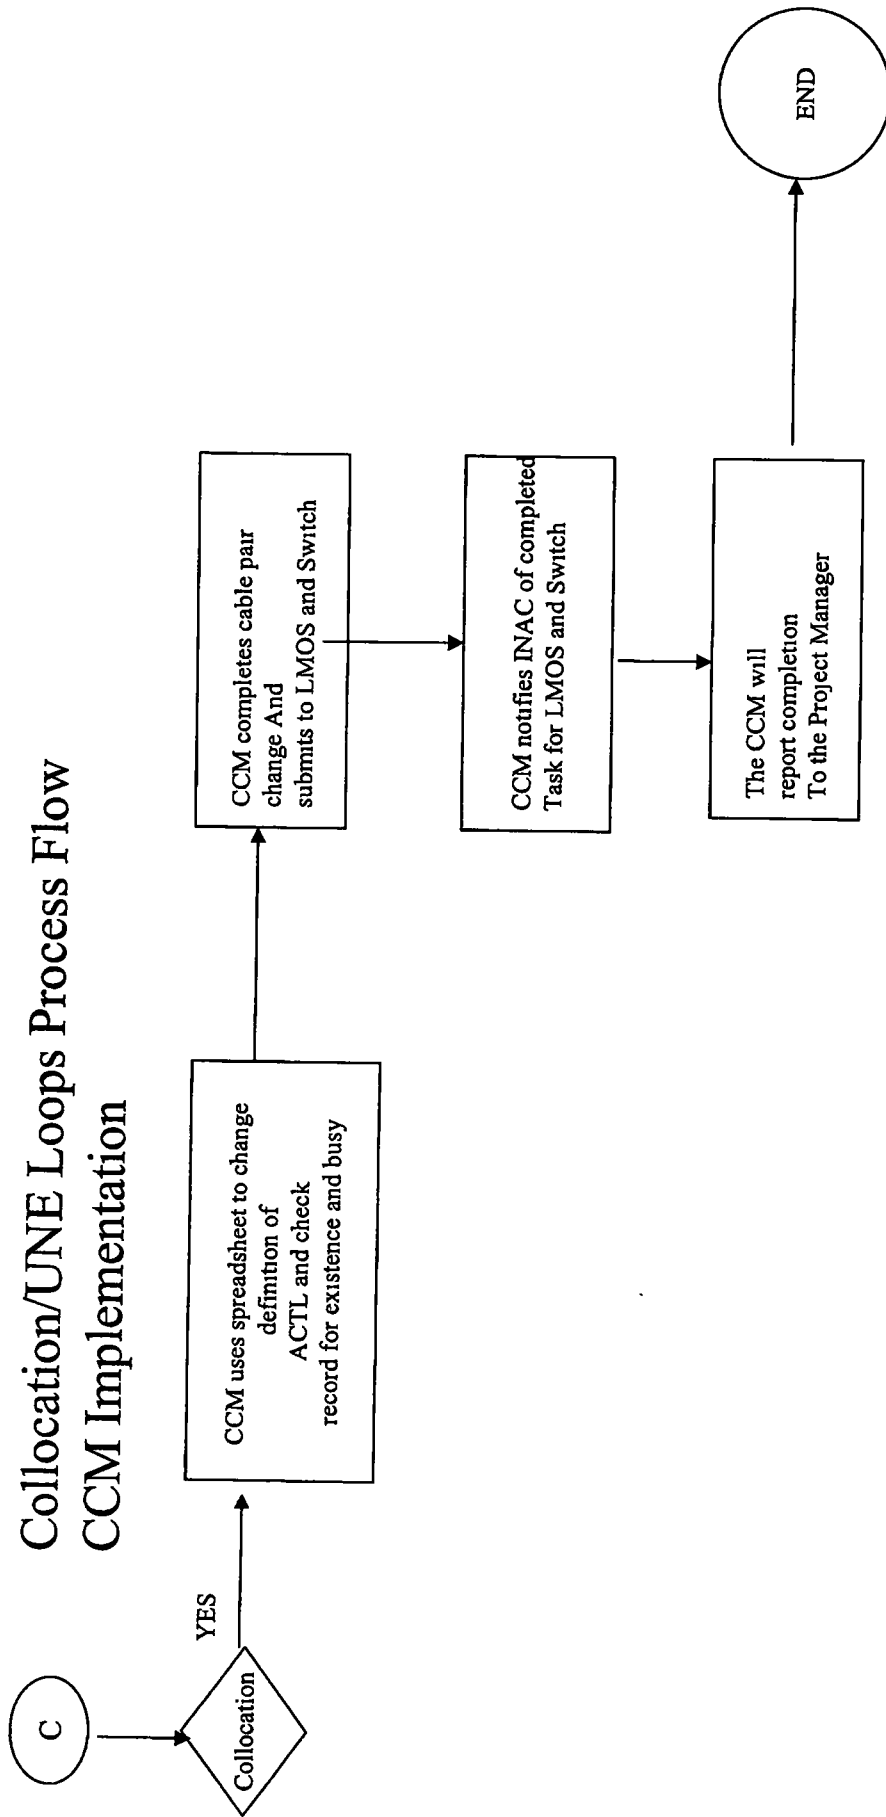 Collocation/UNE Loops Process Flow
CCM Implementation
C
Collocation
YES
CCM uses spreadsheet to change
definition of
ACTL and check
record for existence and busy
CCM completes cable pair
change And
submits to LMOS and Switch
CCM notifies INAC of completed
Task for LMOS and Switch
The CCM will
report completion
To the Project Manager
END